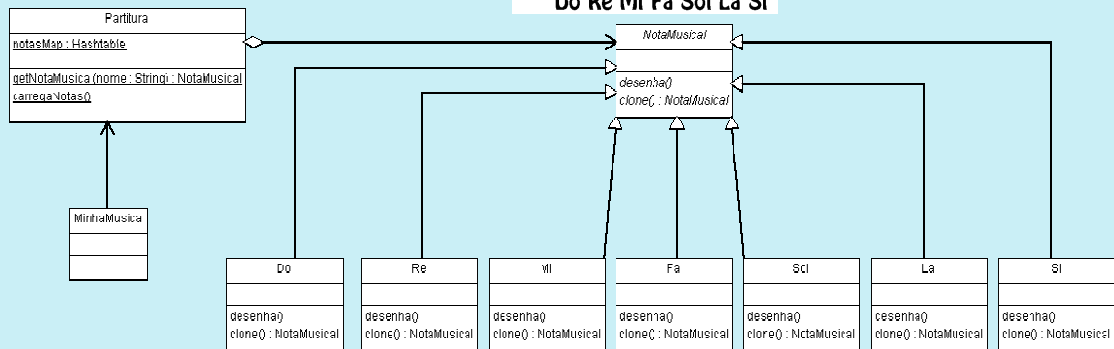 Do Re Mi Fa Sol La Si
Partitura
notasMap : Hashtable
getNotaMusica (nome : String) : NotaMusical
carregaNotas()
NotaMusical
desenha()
clone() : NotaMusical
MinhaMusica
Do
desenha()
clone() : NotaMusical
Re
desenha()
clone() : NotaMusical
Mi
desenha()
clone() : NotaMusical
Fa
desenha()
clone() : NotaMusical
Sol
desenha()
clone() : NotaMusical
La
desenha()
clone() : NotaMusical
Si
desenha()
clone() : NotaMusical